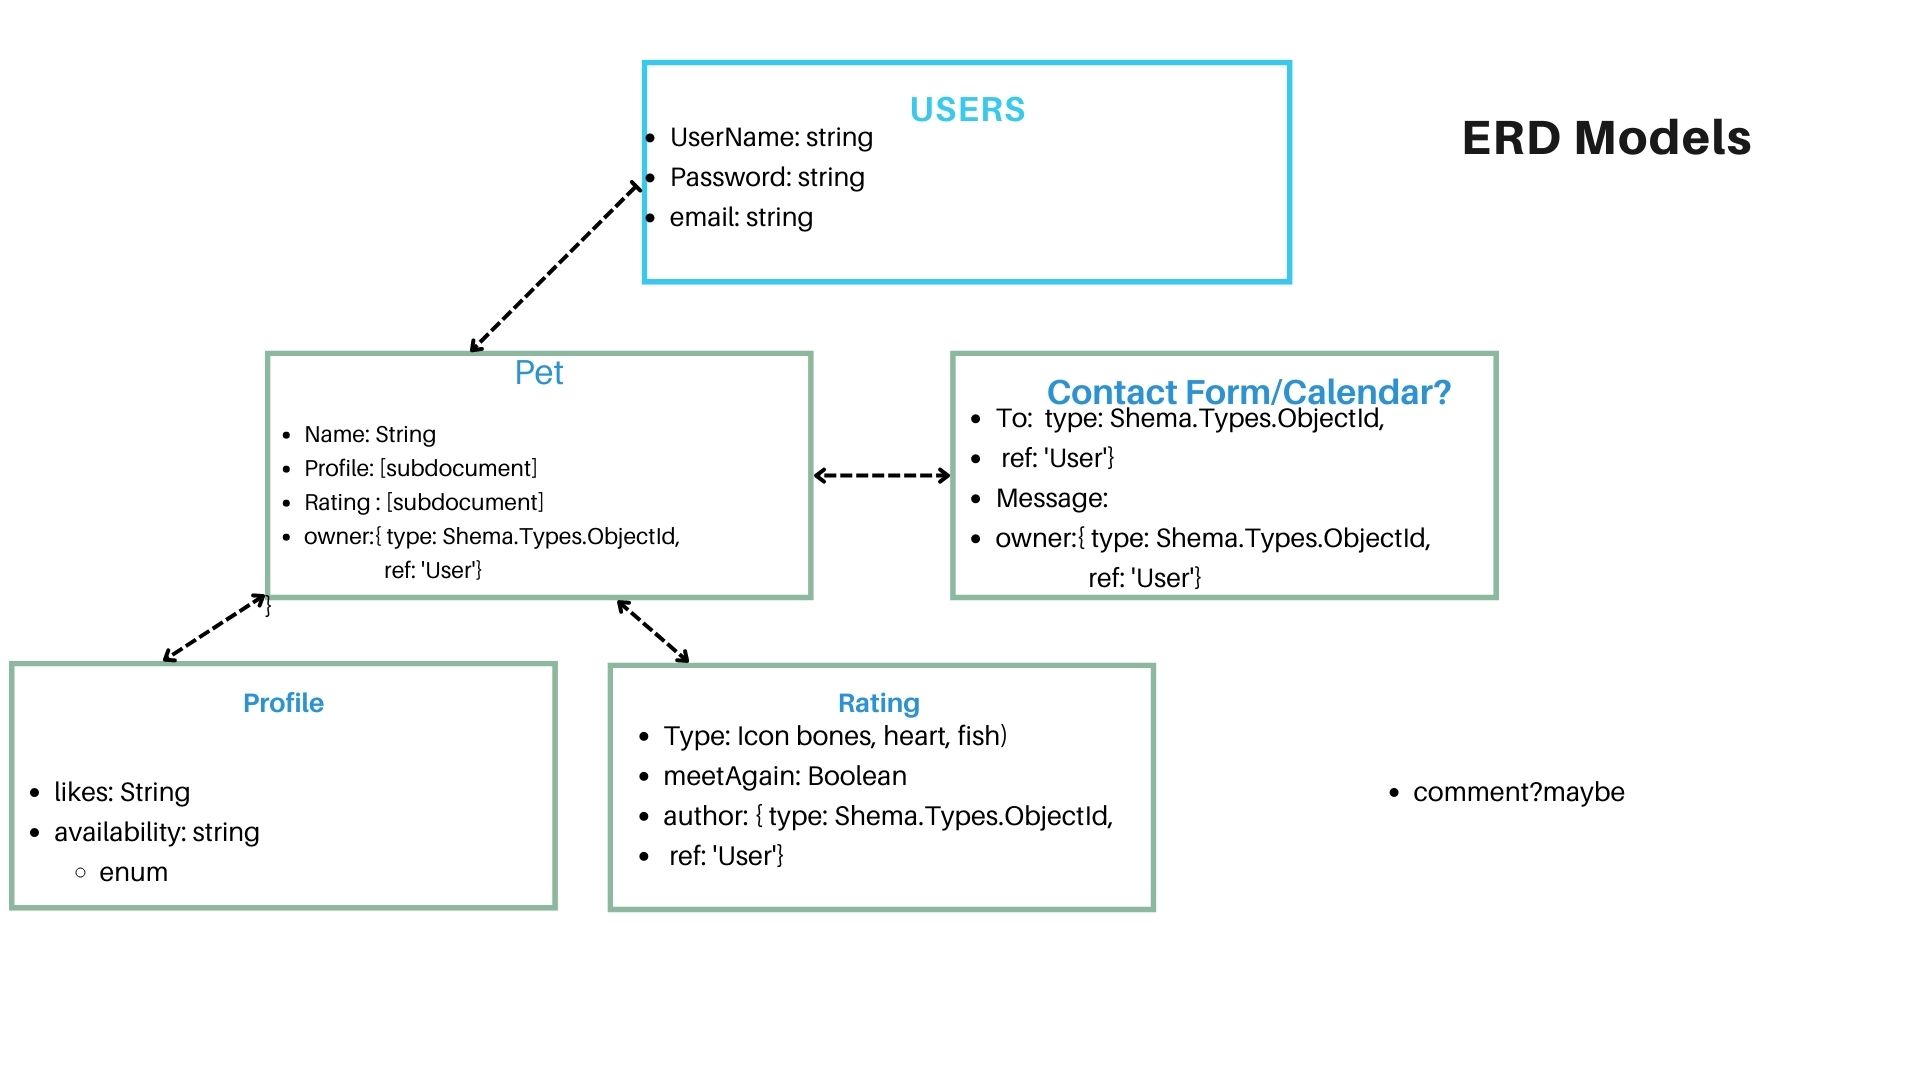 USERS
• UserName: string
• Password: string
• email: string
ERD Models
Pet
• Name: String
• Profile: [subdocument]
• Rating : [subdocument]
• owner:{ type: Shema.Types.ObjectId,
ref: 'User'}
}
Contact Form/Calendar?
• To:  type: Shema.Types.ObjectId,
• ref: 'User'}
• Message:
• owner:{ type: Shema.Types.ObjectId,
ref: 'User'}
Profile
• likes: String
• availability: string
○ enum
Rating
• Type: Icon bones, heart, fish)
• meetAgain: Boolean
• author: { type: Shema.Types.ObjectId,
• ref: 'User'}
• comment?maybe